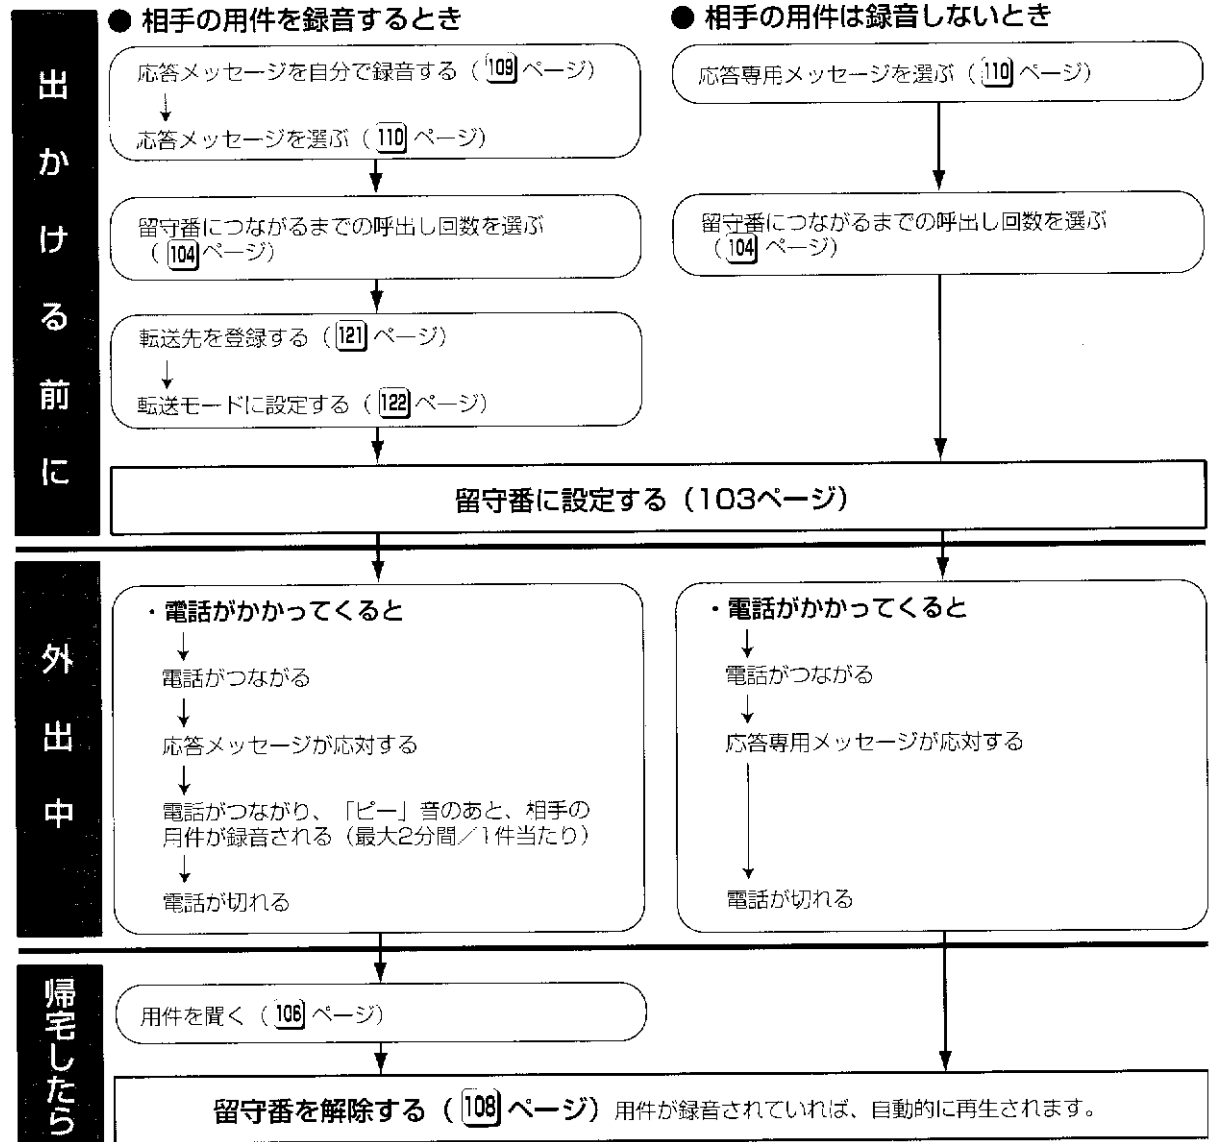 出かける前に
● 相手の用件を録音するとき
応答メッセージを自分で録音する（109ページ）
↓
応答メッセージを選ぶ（110ページ）
留守番につながるまでの呼出し回数を選ぶ
（104ページ）
転送先を登録する（121ページ）
↓
転送モードに設定する（122ページ）
● 相手の用件は録音しないとき
応答専用メッセージを選ぶ（110ページ）
留守番につながるまでの呼出し回数を選ぶ
（104ページ）
留守番に設定する（103ページ）
外出中
・電話がかかってくると
↓
電話がつながる
↓
応答メッセージが応対する
↓
電話がつながり、「ピー」音のあと、相手の
用件が録音される（最大2分間／1件当たり）
↓
電話が切れる
・電話がかかってくると
↓
電話がつながる
↓
応答専用メッセージが応対する
↓
電話が切れる
帰宅したら
用件を聞く（106ページ）
留守番を解除する（108ページ）用件が録音されていれば、自動的に再生されます。